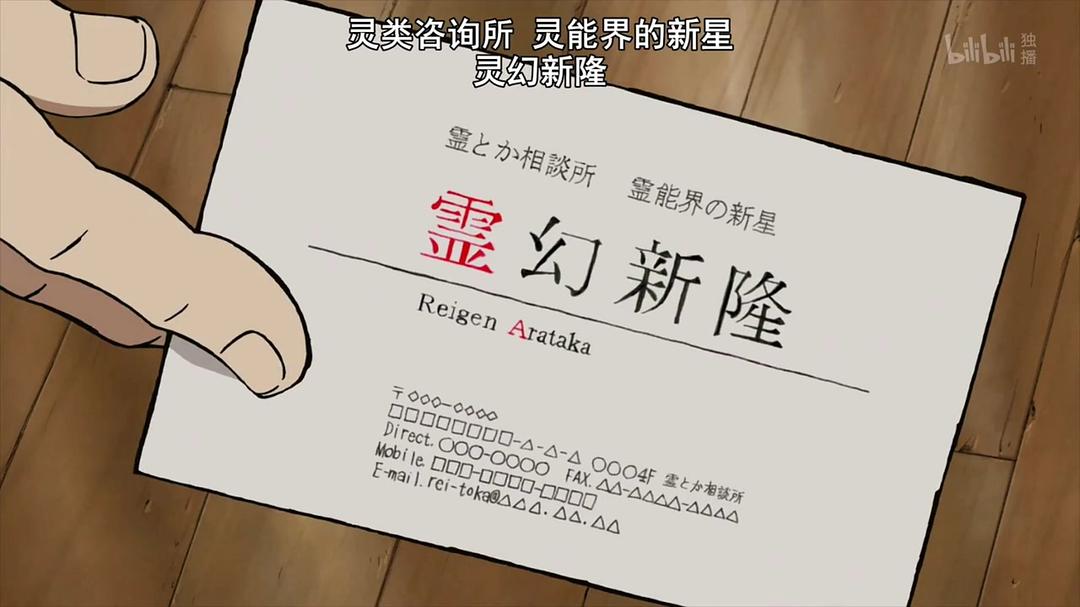 灵类咨询所 灵能界的新星
灵幻新隆
bilibili 独播
霊とか相談所 霊能界の新星
霊幻新隆
Reigen Arataka
〒◇◇◇-◇◇◇◇
□□□□□□□□-△-△-△ ○○○4F 霊とか相談所
Direct.○○○-○○○○ FAX.△△-△△△△-△△△△
Mobile.□□□-□□□□-□□□□
E-mail.rei-toka@△△△.△△.△△